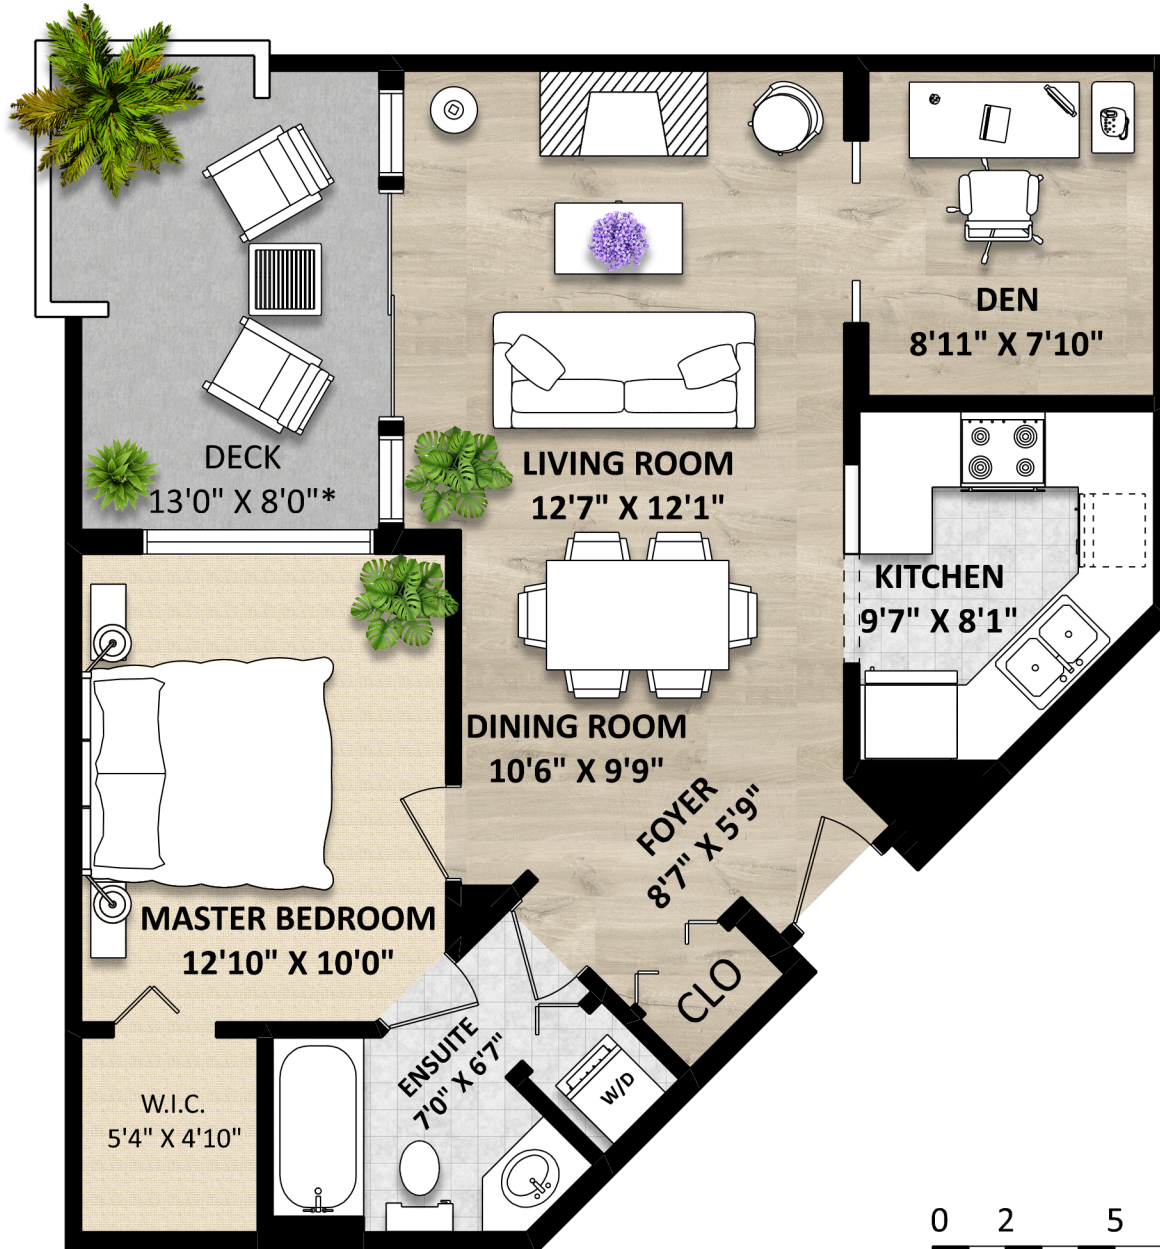 DEN
8'11" X 7'10"
DECK
13'0" X 8'0"*
LIVING ROOM
12'7" X 12'1"
KITCHEN
9'7" X 8'1"
DINING ROOM
10'6" X 9'9"
FOYER
8'7" X 5'9"
MASTER BEDROOM
12'10" X 10'0"
CLO
ENSUITE
7'0" X 6'7"
W/D
W.I.C.
5'4" X 4'10"
0 2 5